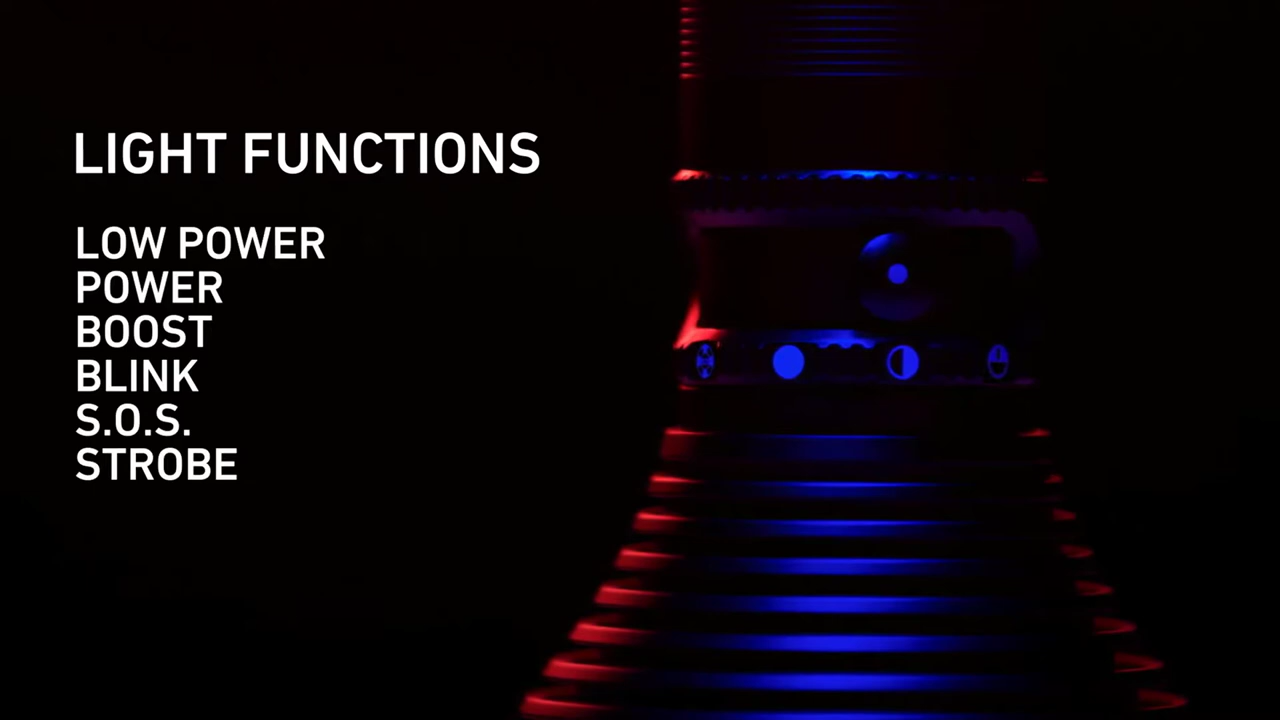 LIGHT FUNCTIONS
LOW POWER
POWER
BOOST
BLINK
S.O.S.
STROBE